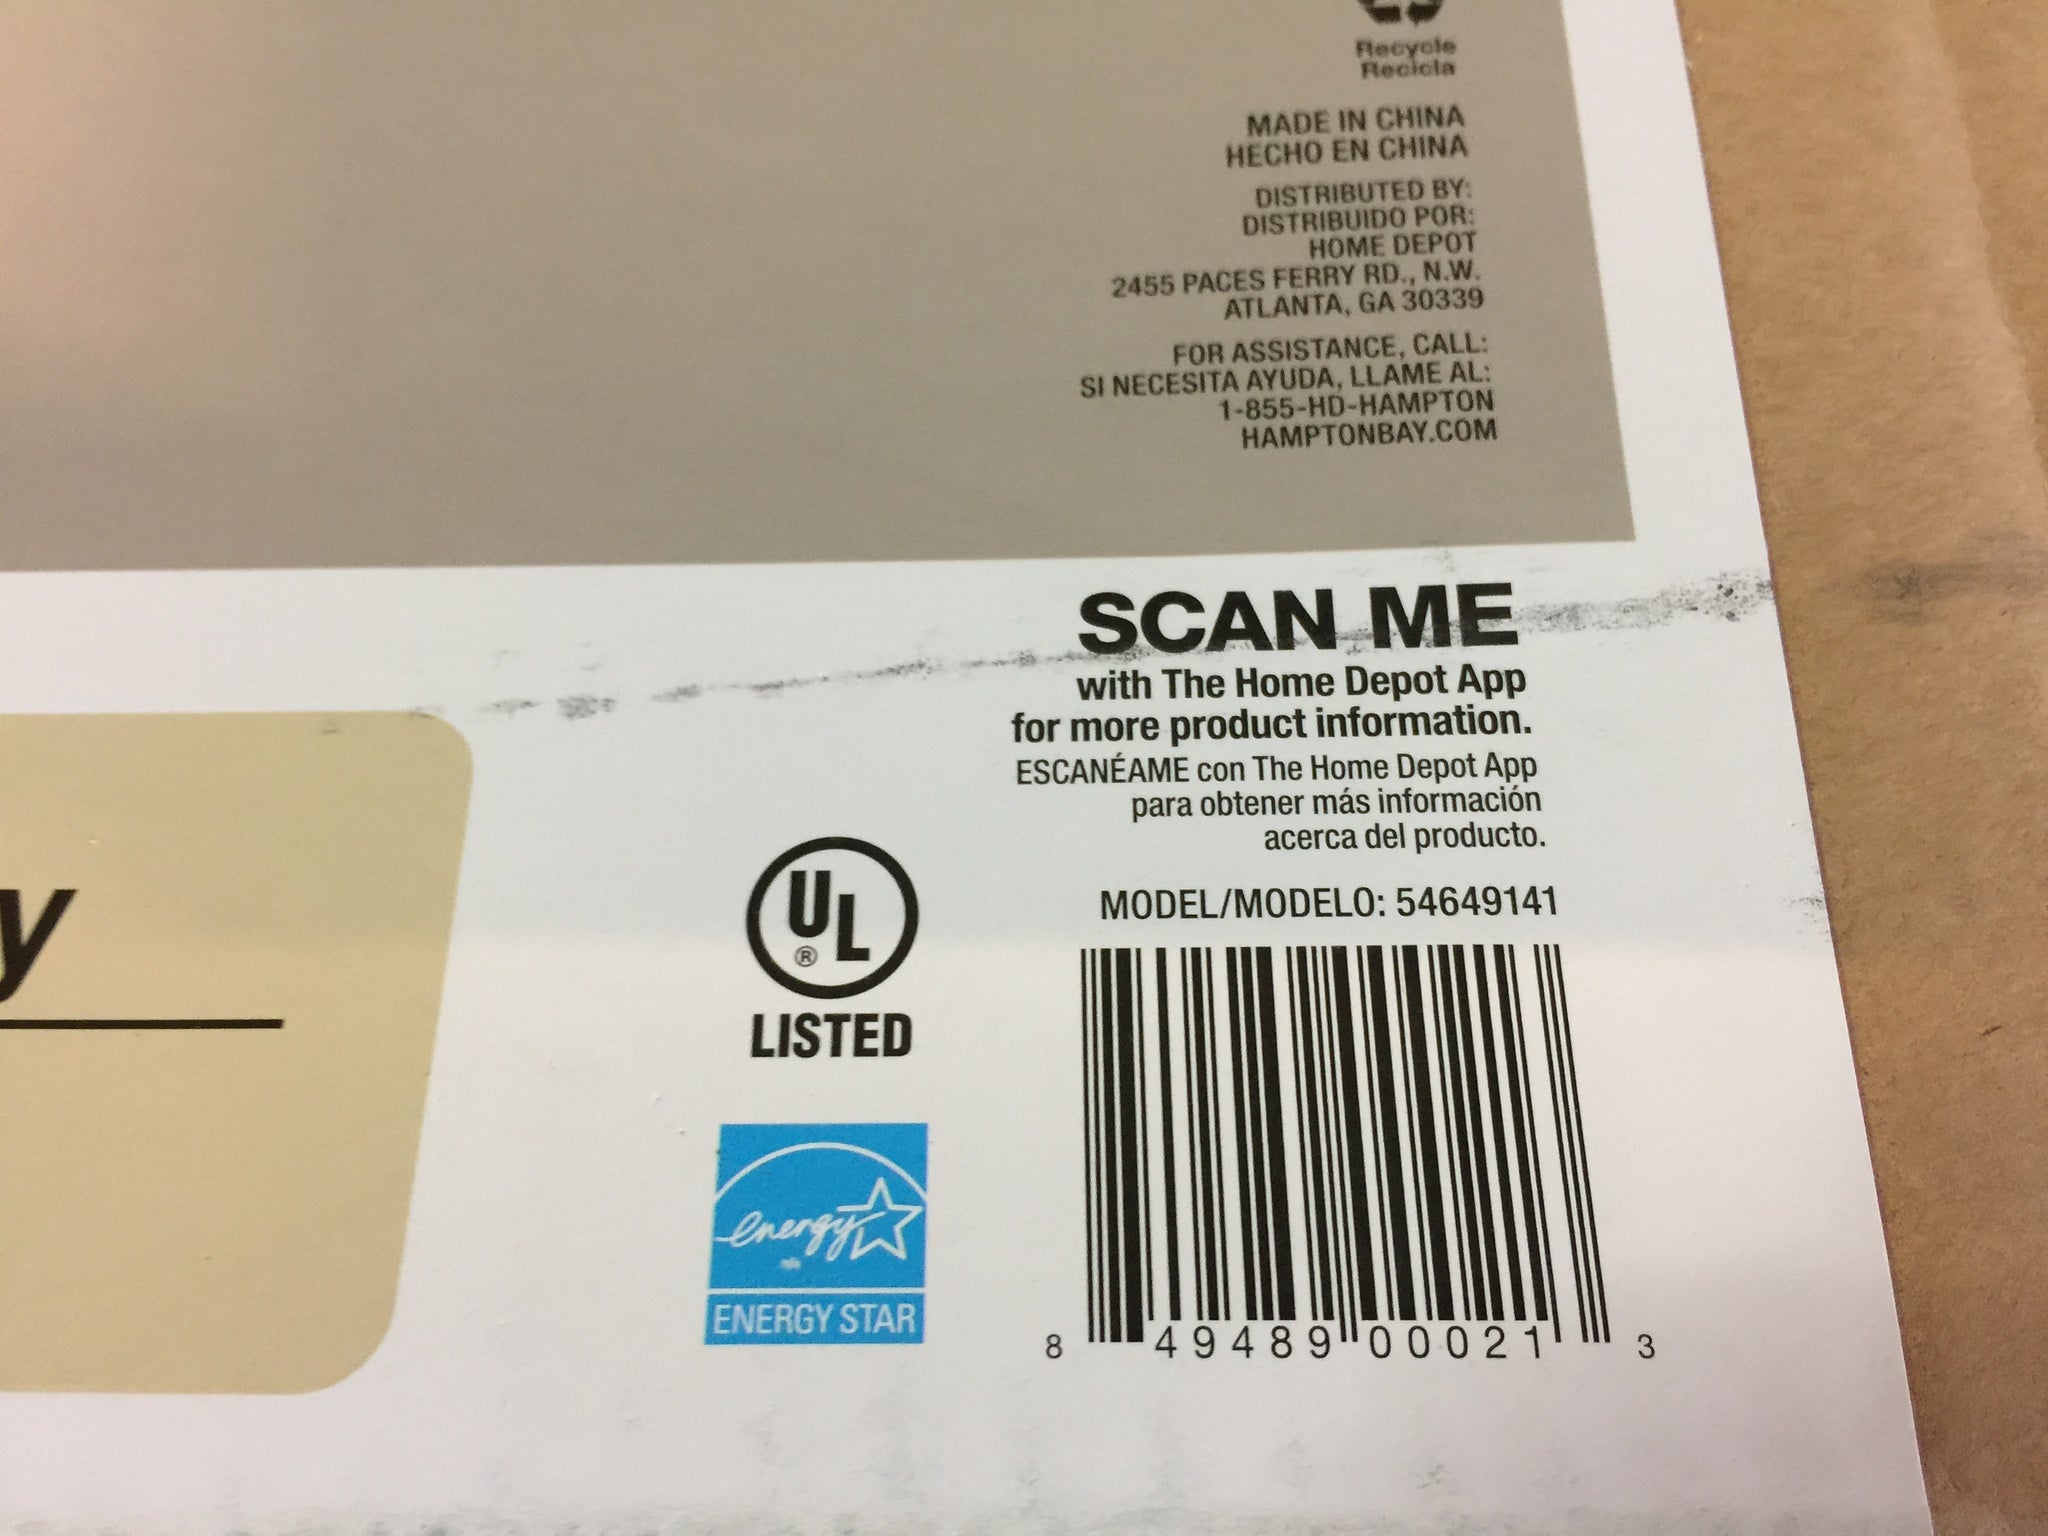 Recycle
Recicla
MADE IN CHINA
HECHO EN CHINA
DISTRIBUTED BY:
DISTRIBUIDO POR:
HOME DEPOT
2455 PACES FERRY RD., N.W.
ATLANTA, GA 30339
FOR ASSISTANCE, CALL:
SI NECESITA AYUDA, LLAME AL:
1-855-HD-HAMPTON
HAMPTONBAY.COM
SCAN ME
with The Home Depot App
for more product information.
ESCANÉAME con The Home Depot App
para obtener más información
acerca del producto.
MODEL/MODELO: 54649141
y
UL
®
LISTED
energy
ENERGY STAR
8 49489 00021 3